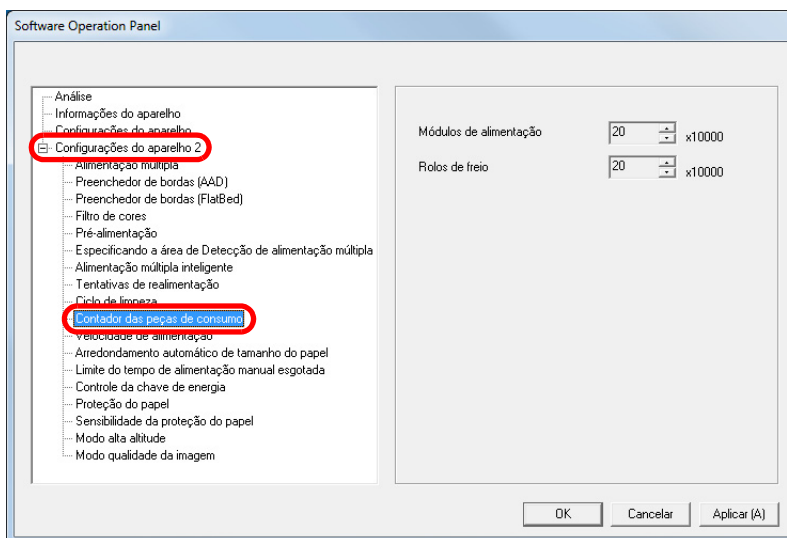 Software Operation Panel
Análise
Informações do aparelho
Configurações do aparelho
Configurações do aparelho 2
Alimentação múltipla
Preenchedor de bordas (AAD)
Preenchedor de bordas (FlatBed)
Filtro de cores
Pré-alimentação
Especificando a área de Detecção de alimentação múltipla
Alimentação múltipla inteligente
Tentativas de realimentação
Ciclo de limpeza
Contador das peças de consumo
Velocidade de alimentação
Arredondamento automático de tamanho do papel
Limite do tempo de alimentação manual esgotada
Controle da chave de energia
Proteção do papel
Sensibilidade da proteção do papel
Modo alta altitude
Modo qualidade da imagem
Módulos de alimentação 20 x10000
Rolos de freio 20 x10000
OK Cancelar Aplicar (A)